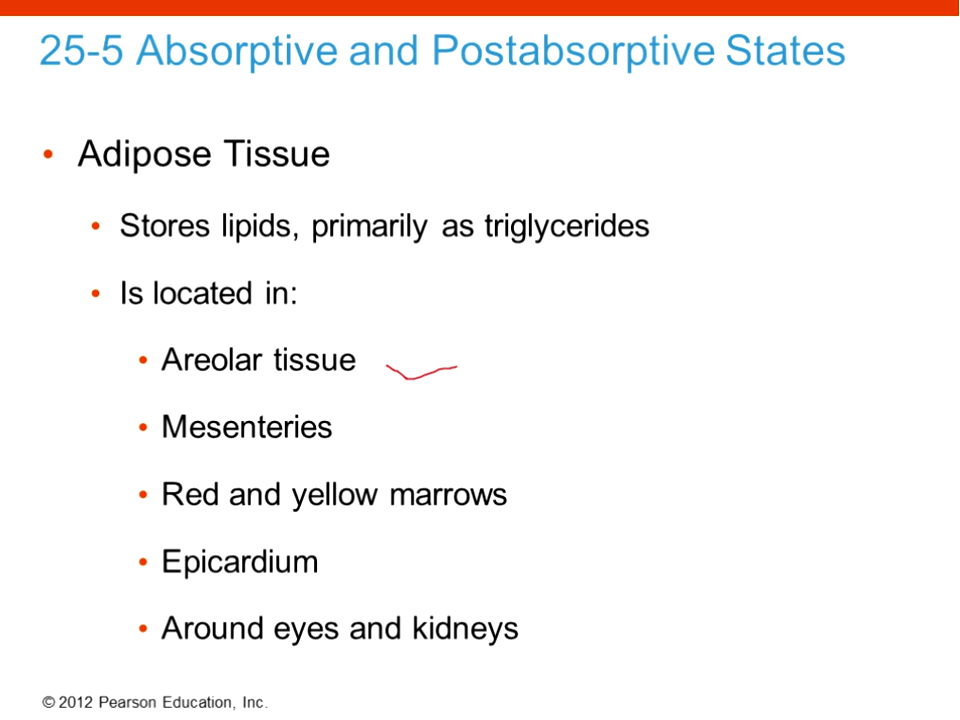 25-5 Absorptive and Postabsorptive States
• Adipose Tissue
• Stores lipids, primarily as triglycerides
• Is located in:
• Areolar tissue
• Mesenteries
• Red and yellow marrows
• Epicardium
• Around eyes and kidneys
© 2012 Pearson Education, Inc.